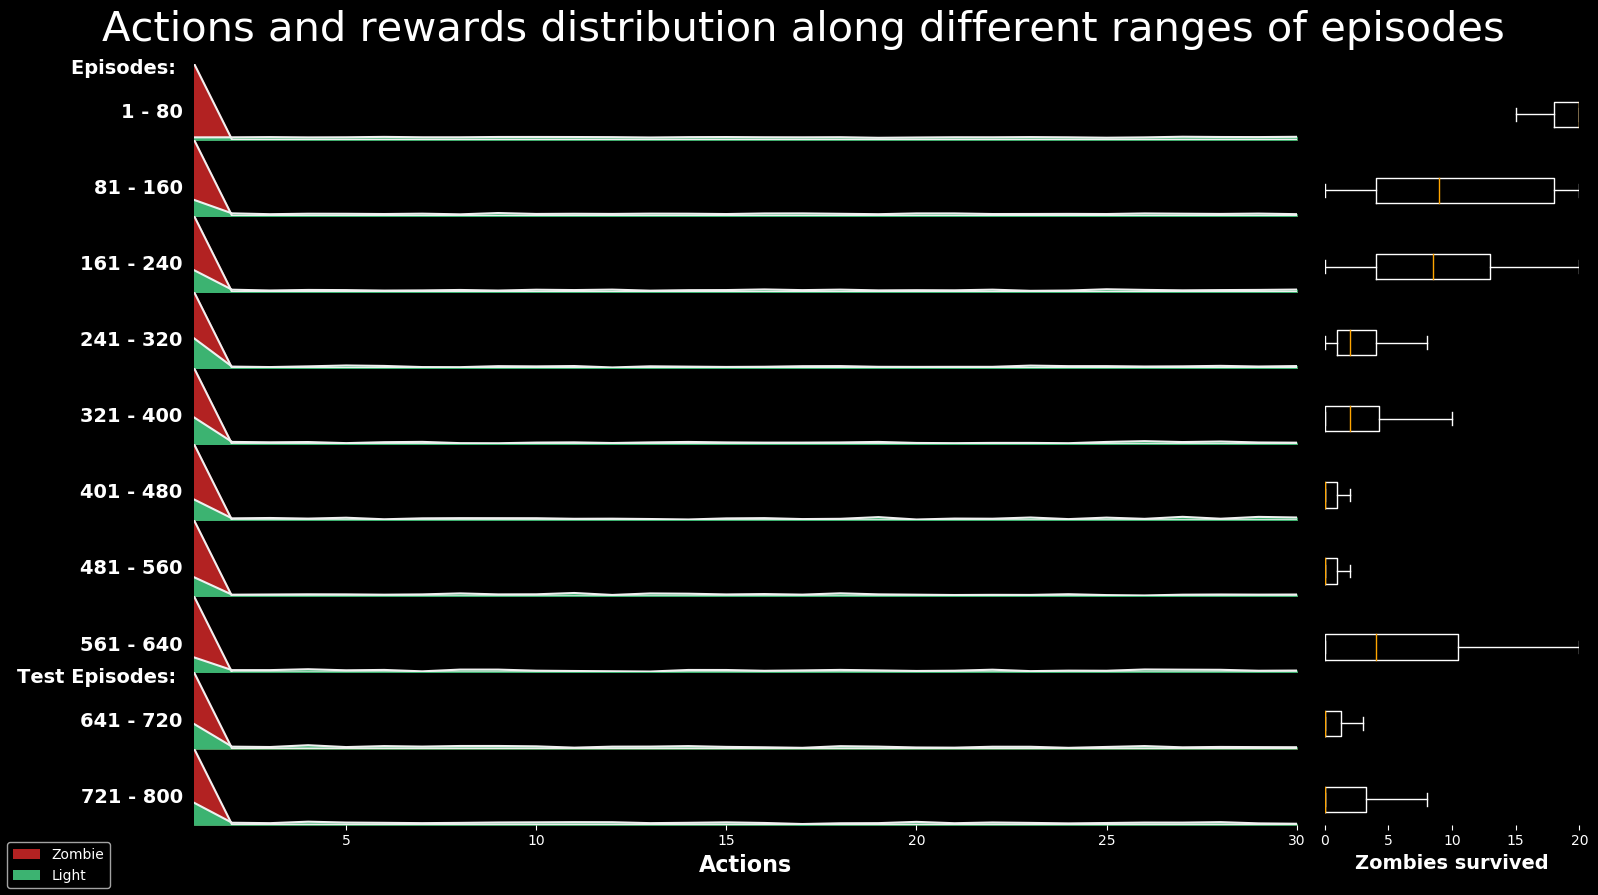 Actions and rewards distribution along different ranges of episodes
Episodes:
1 - 80
81 - 160
161 - 240
241 - 320
321 - 400
401 - 480
481 - 560
561 - 640
Test Episodes:
641 - 720
721 - 800
5 10 15 20 25 30
Actions
0 5 10 15 20
Zombies survived
Zombie
Light